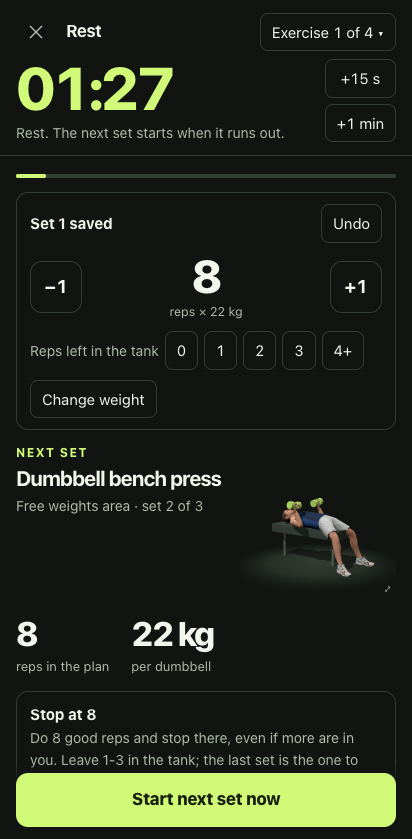 Rest
Exercise 1 of 4 ▾
01:27
+15 s
Rest. The next set starts when it runs out.
+1 min
Set 1 saved
Undo
−1
8
+1
reps × 22 kg
Reps left in the tank 0 1 2 3 4+
Change weight
NEXT SET
Dumbbell bench press
Free weights area · set 2 of 3
8 22 kg
reps in the plan per dumbbell
Stop at 8
Do 8 good reps and stop there, even if more are in
you. Leave 1-3 in the tank; the last set is the one to
Start next set now